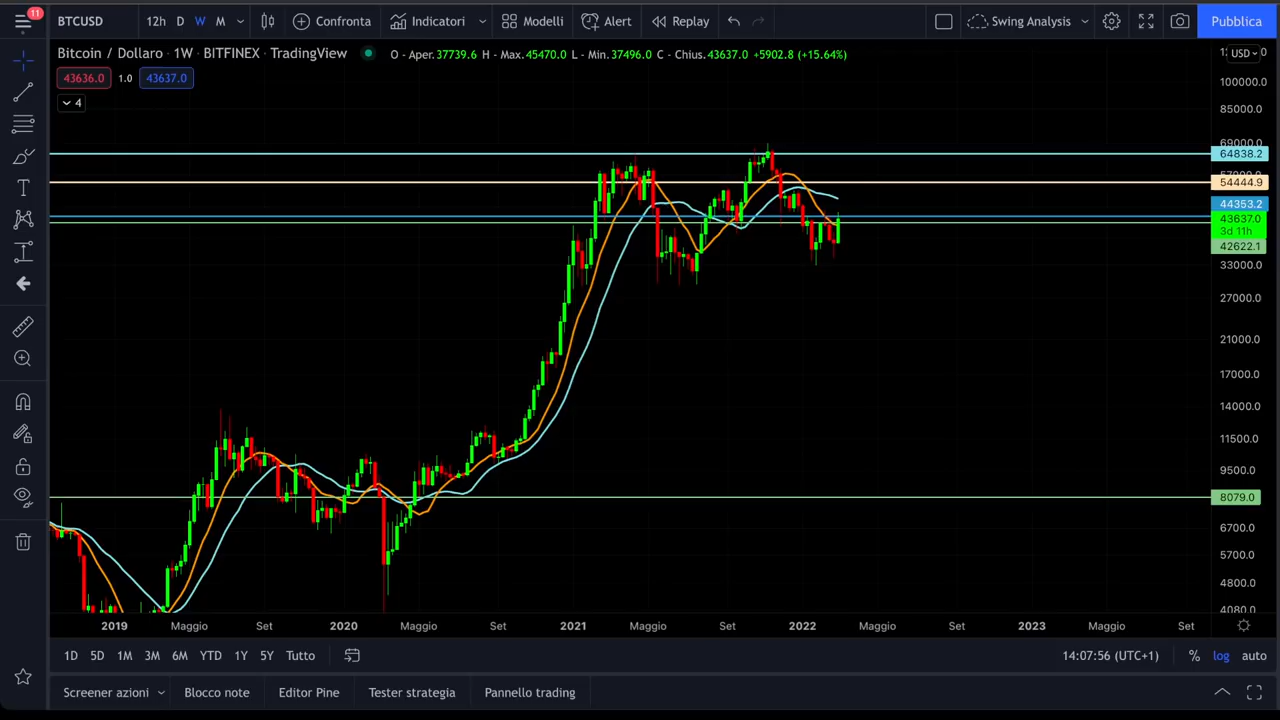 11
BTCUSD 12h D W M Confronta Indicatori Modelli Alert Replay Swing Analysis Pubblica
Bitcoin / Dollaro · 1W · BITFINEX · TradingView O - Aper.37739.6 H - Max.45470.0 L - Min.37496.0 C - Chius.43637.0 +5902.8 (+15.64%)
USD
43636.0 1.0 43637.0
4
100000.0
85000.0
69000.0
64838.2
54444.9
44353.2
43637.0
3d 11h
42622.1
33000.0
27000.0
21000.0
17000.0
14000.0
11500.0
9500.0
8079.0
6700.0
5700.0
4800.0
4080.0
2019 Maggio Set 2020 Maggio Set 2021 Maggio Set 2022 Maggio Set 2023 Maggio Set
1D 5D 1M 3M 6M YTD 1Y 5Y Tutto 14:07:56 (UTC+1) % log auto
Screener azioni Blocco note Editor Pine Tester strategia Pannello trading